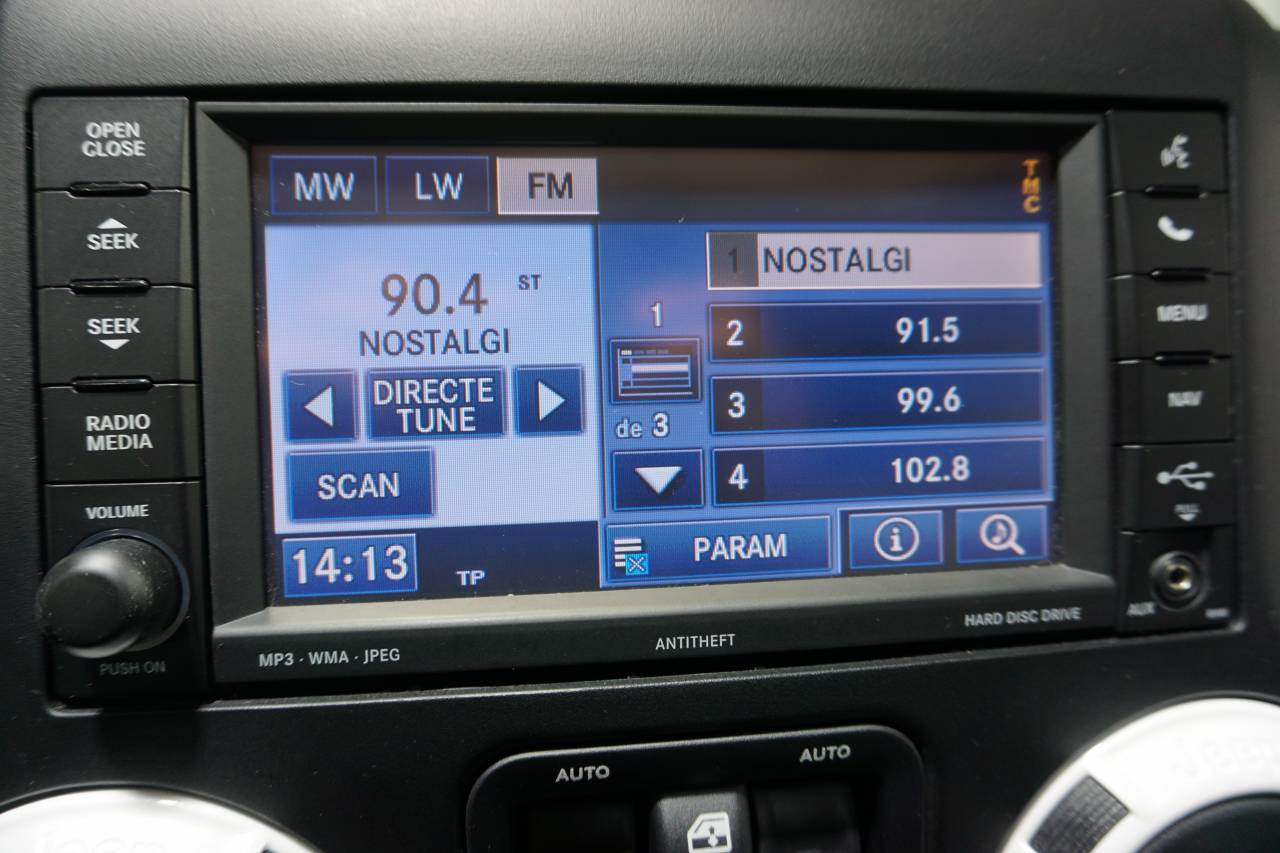 OPEN
CLOSE
SEEK
SEEK
RADIO
MEDIA
VOLUME
PUSH ON
MW LW FM
TMC
90.4 ST
NOSTALGI
DIRECTE
TUNE
SCAN
14:13 TP
1
de 3
1 NOSTALGI
2 91.5
3 99.6
4 102.8
PARAM
i
MENU
NAV
PULL
AUX
MP3 · WMA · JPEG
ANTITHEFT
HARD DISC DRIVE
AUTO
AUTO
Jeep